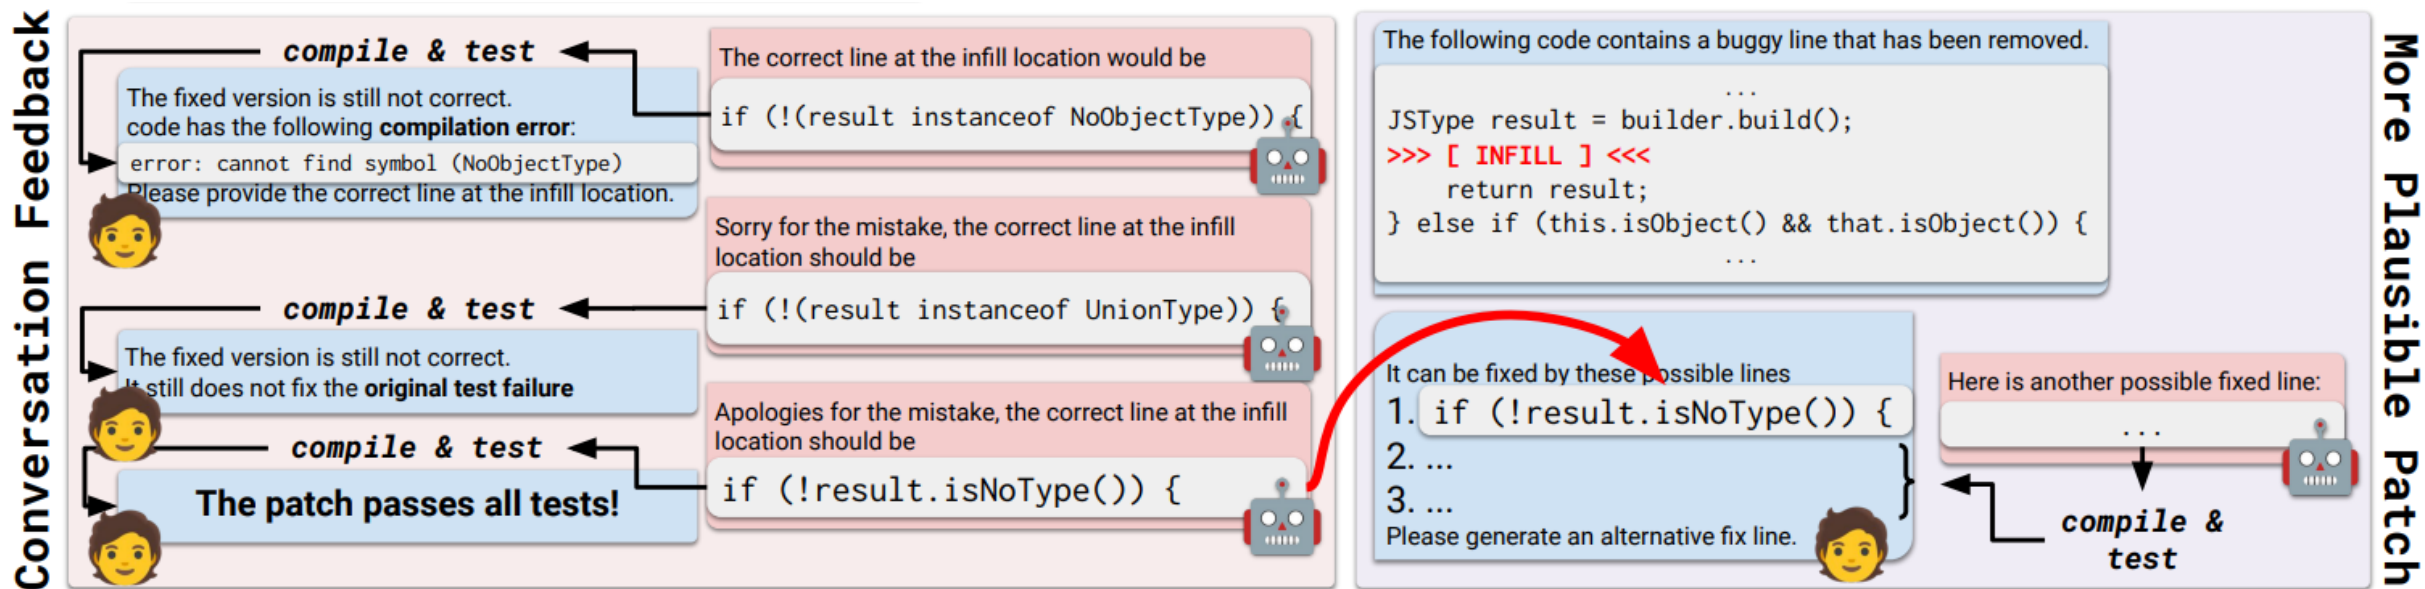 Conversation Feedback
compile & test
The fixed version is still not correct.
code has the following compilation error:
error: cannot find symbol (NoObjectType)
Please provide the correct line at the infill location.
The correct line at the infill location would be
if (!(result instanceof NoObjectType)) {
compile & test
The fixed version is still not correct.
It still does not fix the original test failure
Sorry for the mistake, the correct line at the infill
location should be
if (!(result instanceof UnionType)) {
compile & test
The patch passes all tests!
Apologies for the mistake, the correct line at the infill
location should be
if (!result.isNoType()) {
The following code contains a buggy line that has been removed.
...
JSType result = builder.build();
>>> [ INFILL ] <<<
return result;
} else if (this.isObject() && that.isObject()) {
...
It can be fixed by these possible lines
1. if (!result.isNoType()) {
2. ...
3. ...
Please generate an alternative fix line.
Here is another possible fixed line:
...
compile &
test
More Plausible Patch